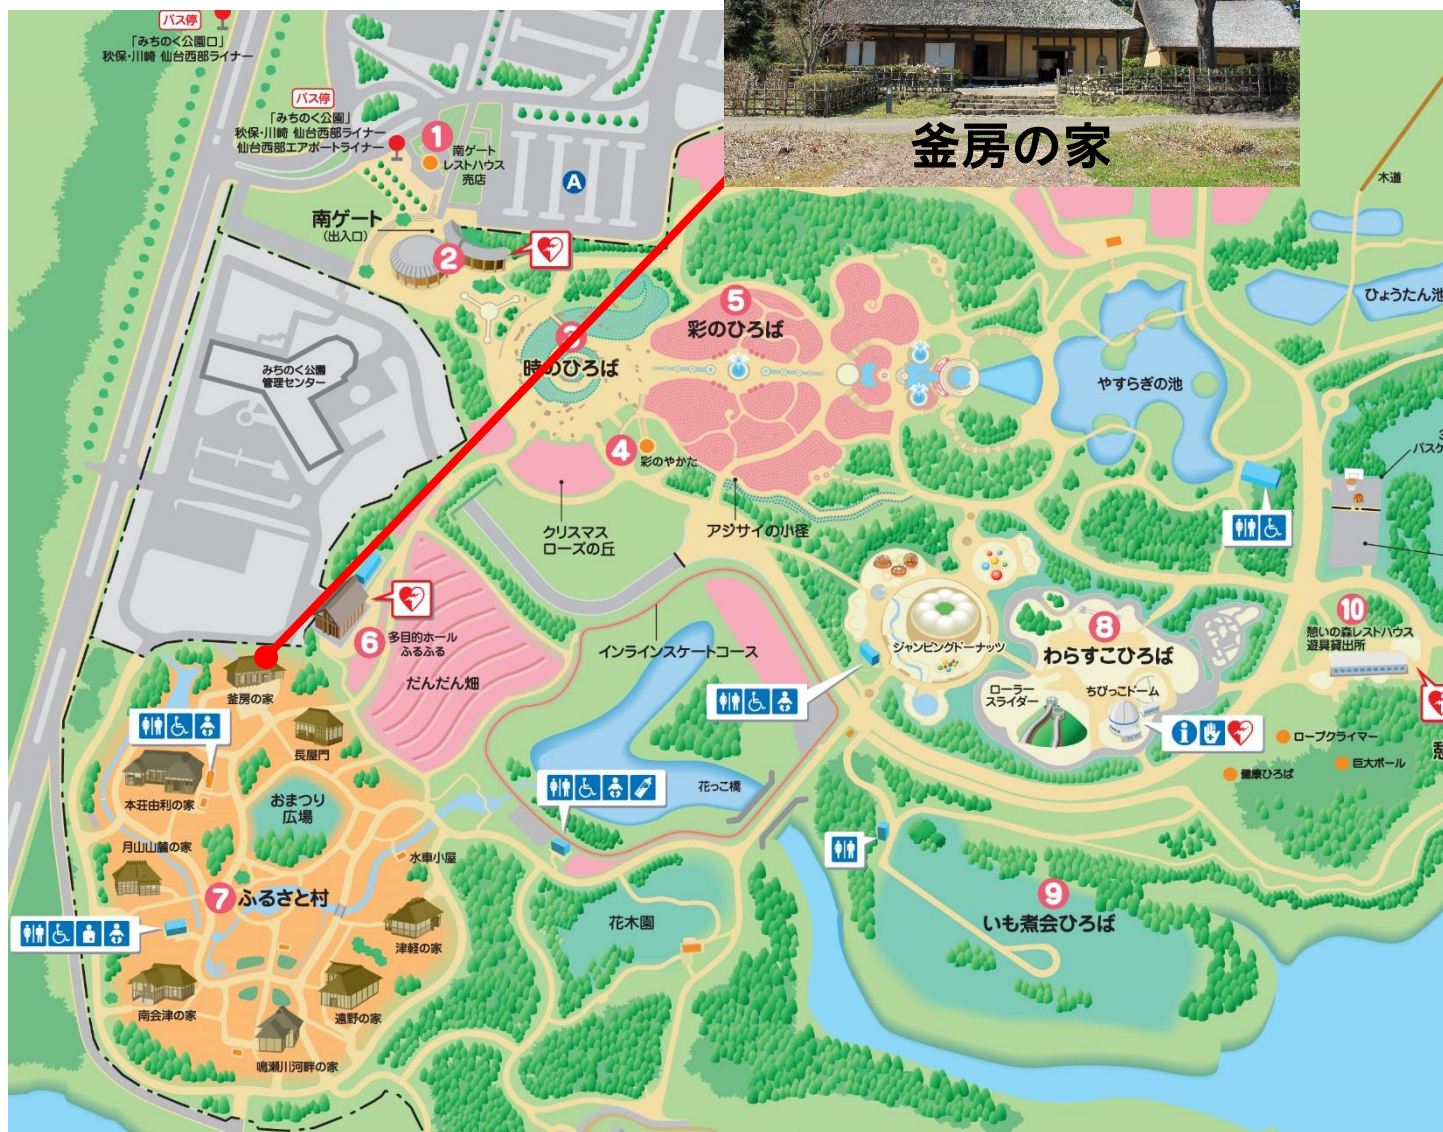 バス停
「みちのく公園口」
秋保・川崎 仙台西部ライナー
バス停
「みちのく公園」
秋保・川崎 仙台西部ライナー
仙台西部エアポートライナー
1
南ゲート
レストハウス
売店
A
釜房の家
南ゲート
(出入口)
2
木道
ひょうたん池
5
彩のひろば
3
時のひろば
みちのく公園
管理センター
やすらぎの池
4
彩のやかた
クリスマス
ローズの丘
アジサイの小径
6
多目的ホール
ふるふる
だんだん畑
インラインスケートコース
ジャンピングドーナッツ
8
わらすこひろば
ローラー
スライダー
ちびっこドーム
10
憩いの森レストハウス
遊具貸出所
ロープクライマー
巨大ボール
健康ひろば
憩
釜房の家
長屋門
本荘由利の家
おまつり
広場
月山山麓の家
水車小屋
花っこ橋
7
ふるさと村
津軽の家
花木園
9
いも煮会ひろば
南会津の家
遠野の家
鳴瀬川河畔の家